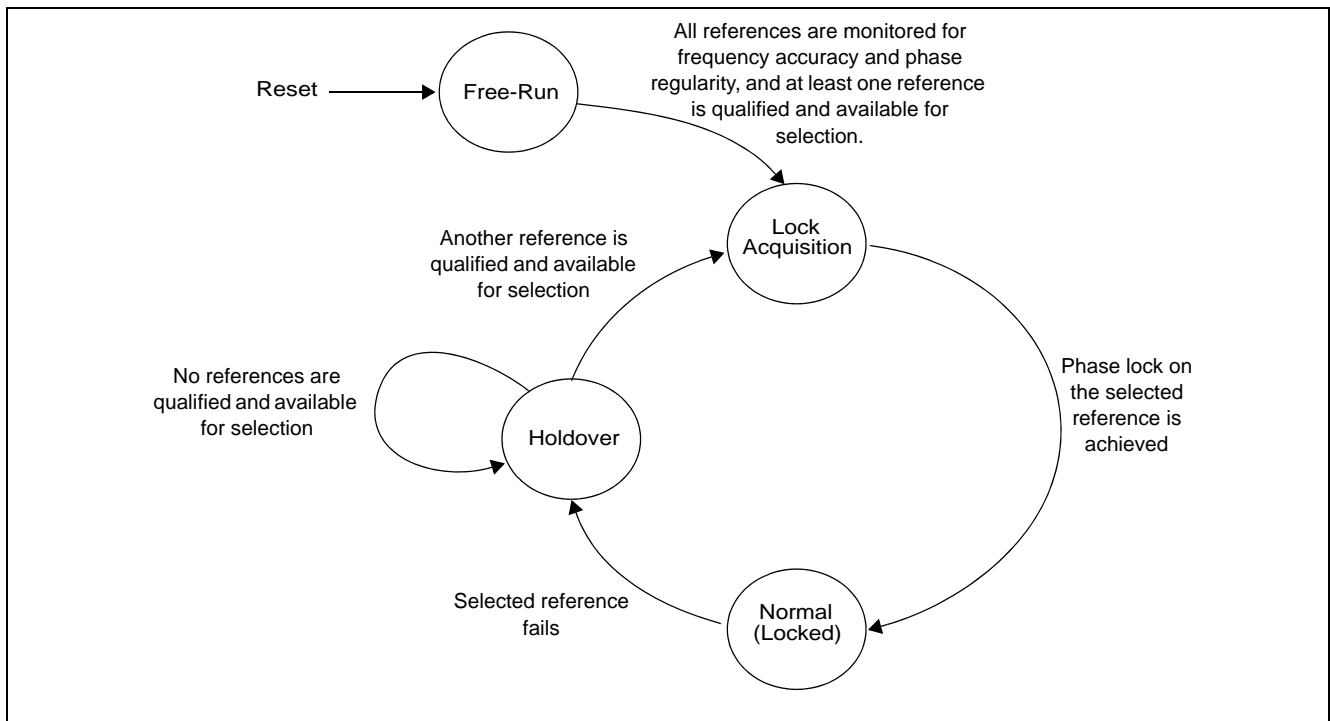 All references are monitored for
frequency accuracy and phase
regularity, and at least one reference
is qualified and available for
selection.
Reset
Free-Run
Lock
Acquisition
Another reference is
qualified and available
for selection
No references are
qualified and available
for selection
Phase lock on
the selected
reference is
achieved
Holdover
Selected reference
fails
Normal
(Locked)